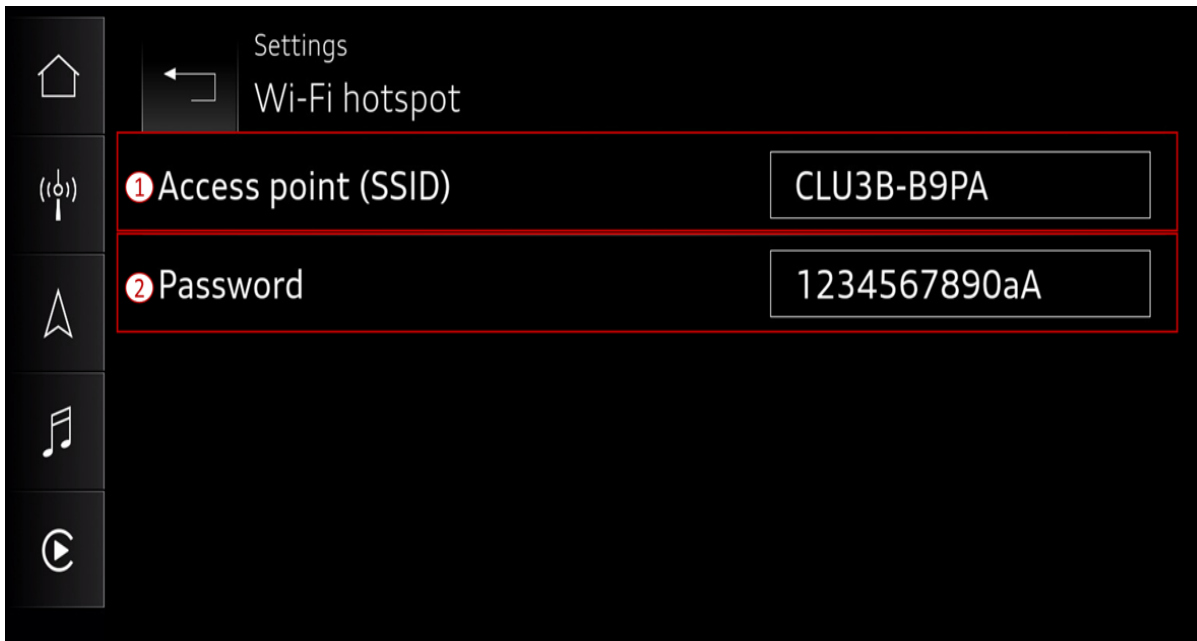 Settings
Wi-Fi hotspot
1 Access point (SSID) CLU3B-B9PA
2 Password 1234567890aA